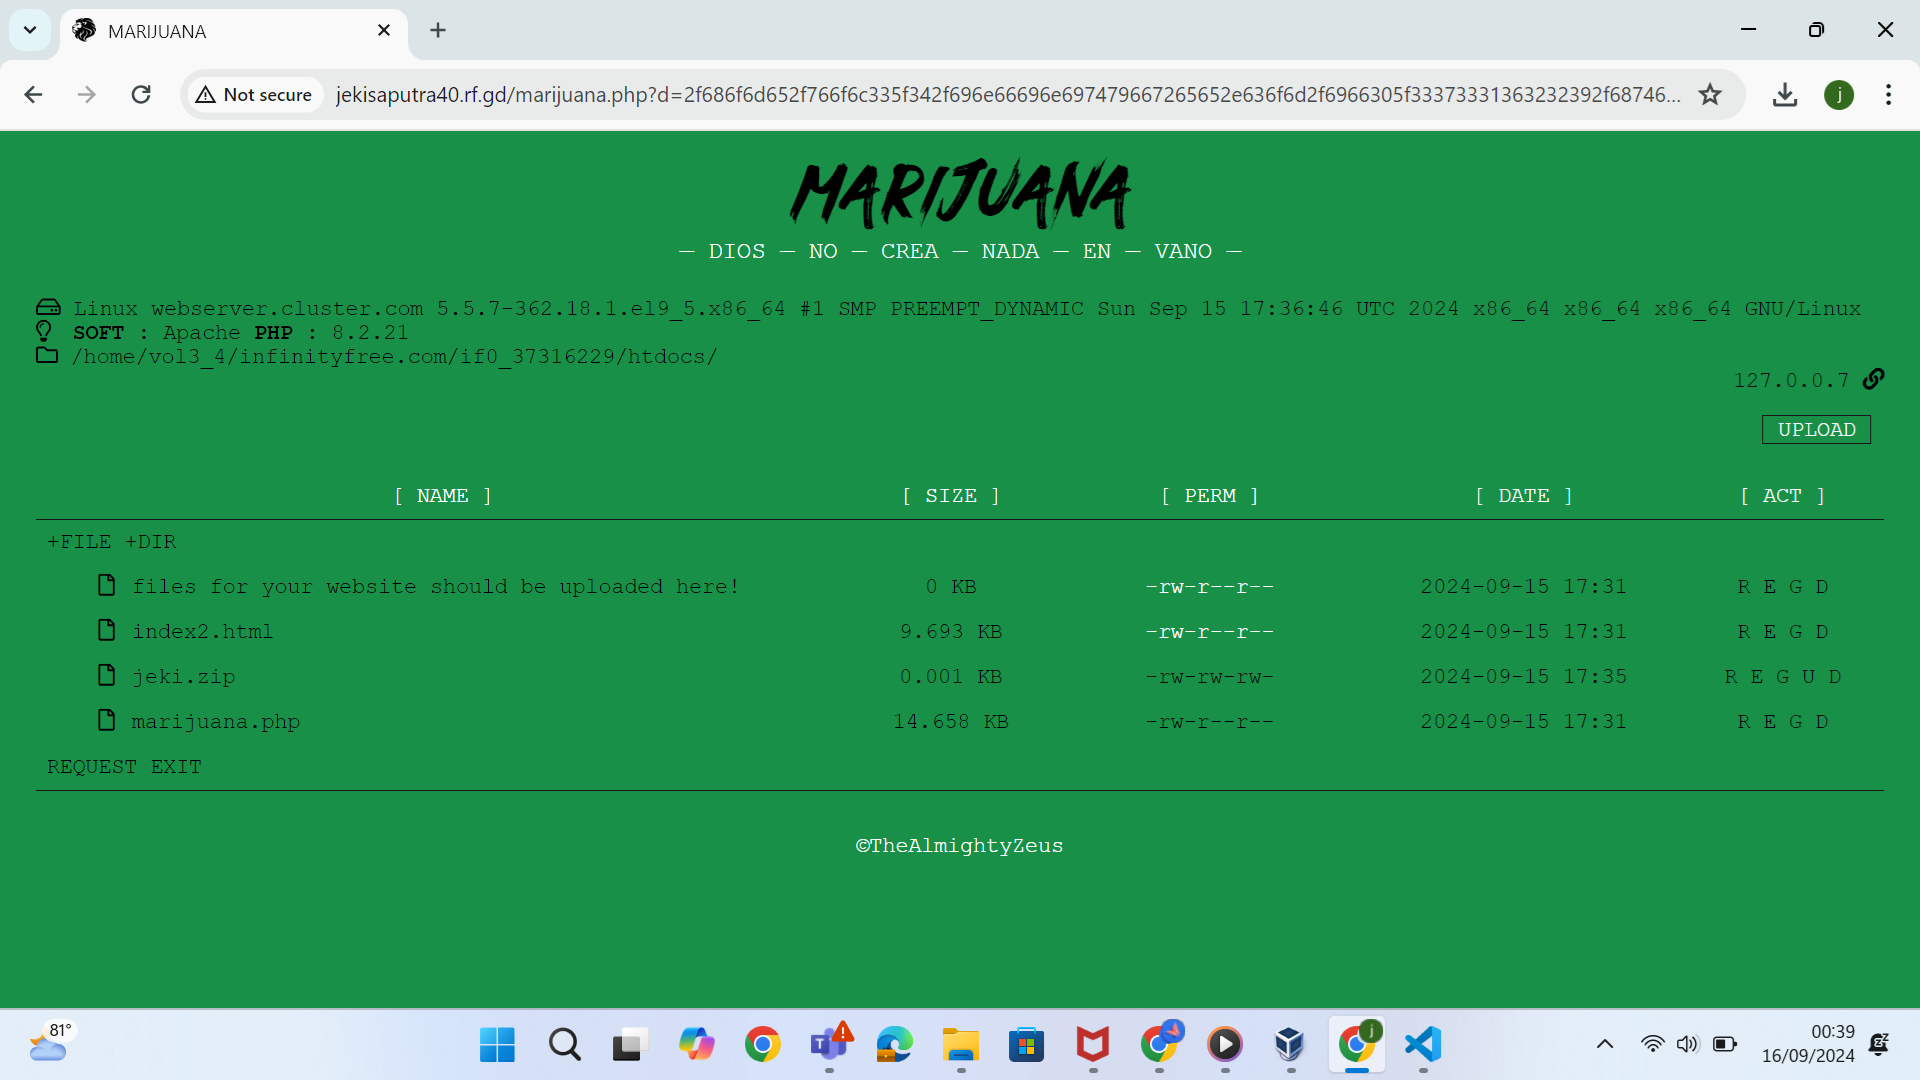 MARIJUANA
Not secure
jekisaputra40.rf.gd/marijuana.php?d=2f686f6d652f766f6c335f342f696e66696e697479667265652e636f6d2f6966305f33373331363232392f68746...
j
MARIJUANA
— DIOS — NO — CREA — NADA — EN — VANO —
Linux webserver.cluster.com 5.5.7-362.18.1.el9_5.x86_64 #1 SMP PREEMPT_DYNAMIC Sun Sep 15 17:36:46 UTC 2024 x86_64 x86_64 x86_64 GNU/Linux
SOFT : Apache PHP : 8.2.21
/home/vol3_4/infinityfree.com/if0_37316229/htdocs/
127.0.0.7
UPLOAD
[ NAME ] [ SIZE ] [ PERM ] [ DATE ] [ ACT ]
+FILE +DIR
files for your website should be uploaded here! 0 KB -rw-r--r-- 2024-09-15 17:31 R E G D
index2.html 9.693 KB -rw-r--r-- 2024-09-15 17:31 R E G D
jeki.zip 0.001 KB -rw-rw-rw- 2024-09-15 17:35 R E G U D
marijuana.php 14.658 KB -rw-r--r-- 2024-09-15 17:31 R E G D
REQUEST EXIT
©TheAlmightyZeus
81°
T
j
00:39
16/09/2024